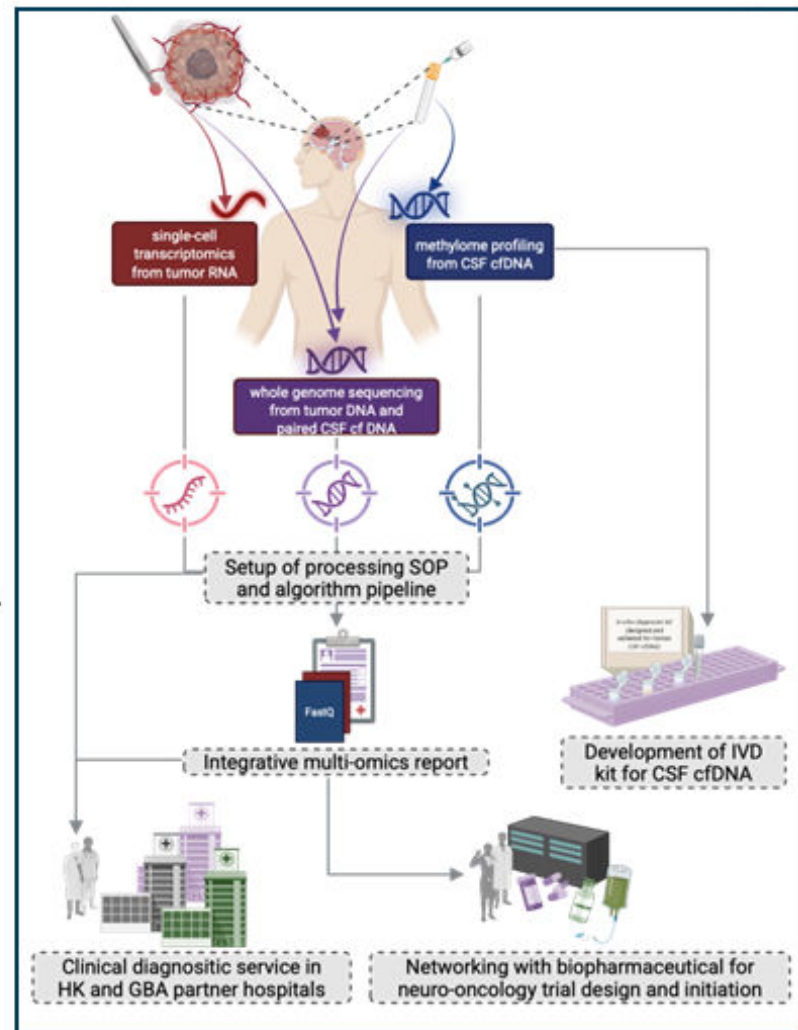 single-cell
transcriptomics
from tumor RNA
methylome profiling
from CSF cfDNA
whole genome sequencing
from tumor DNA and
paired CSF cf DNA
Setup of processing SOP
and algorithm pipeline
FastQ
Integrative multi-omics report
designed and
Development of IVD
kit for CSF cfDNA
Clinical diagnositic service in
HK and GBA partner hospitals
Networking with biopharmaceutical for
neuro-oncology trial design and initiation